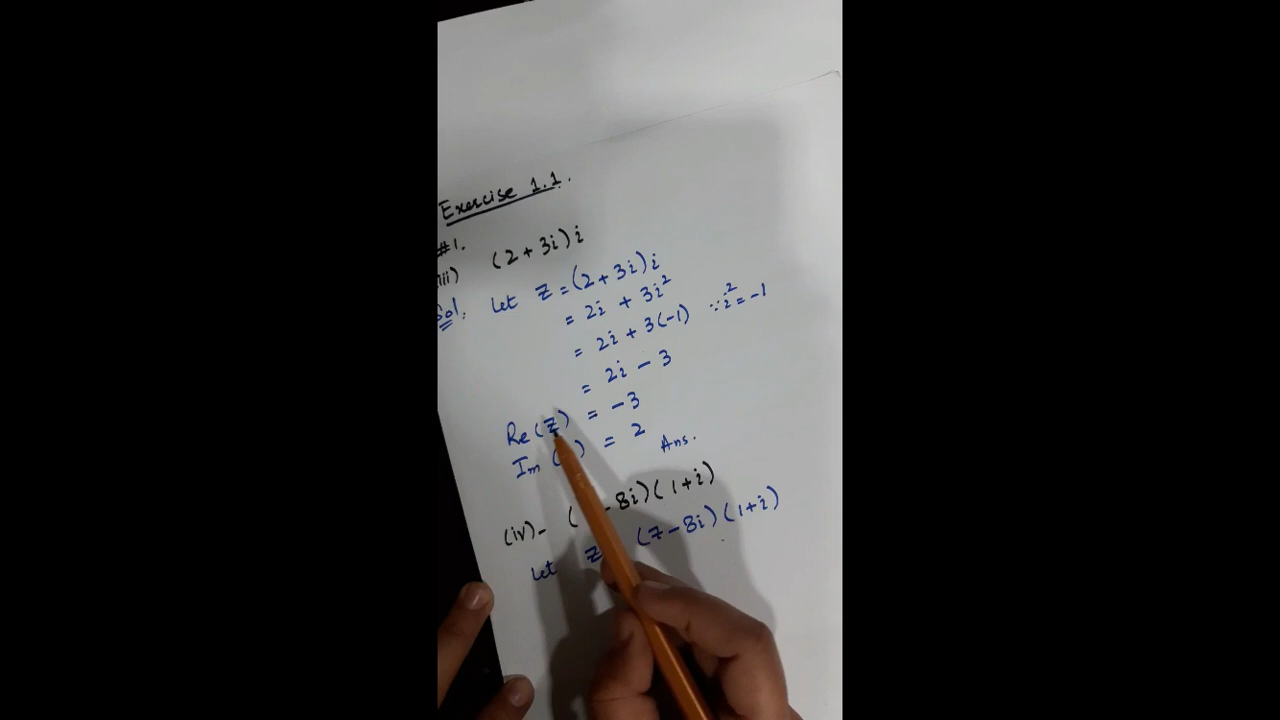 Exercise 1.1.
#1.
iii) (2+3i)i
Sol. Let Z = (2+3i)i
= 2i + 3i²
= 2i + 3(-1) ∵ i² = -1
= 2i - 3
Re(Z) = -3
Im ( ) = 2 Ans.
(iv)- ( - 8i)(1+i)
Let Z (7-8i)(1+i)